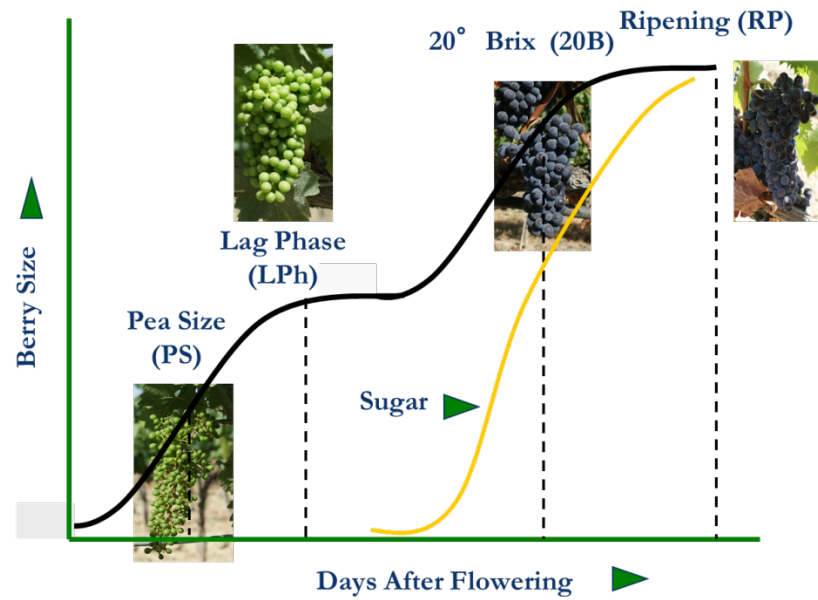 20° Brix (20B)
Ripening (RP)
Lag Phase
(LPh)
Pea Size
(PS)
Sugar
Berry Size
Days After Flowering